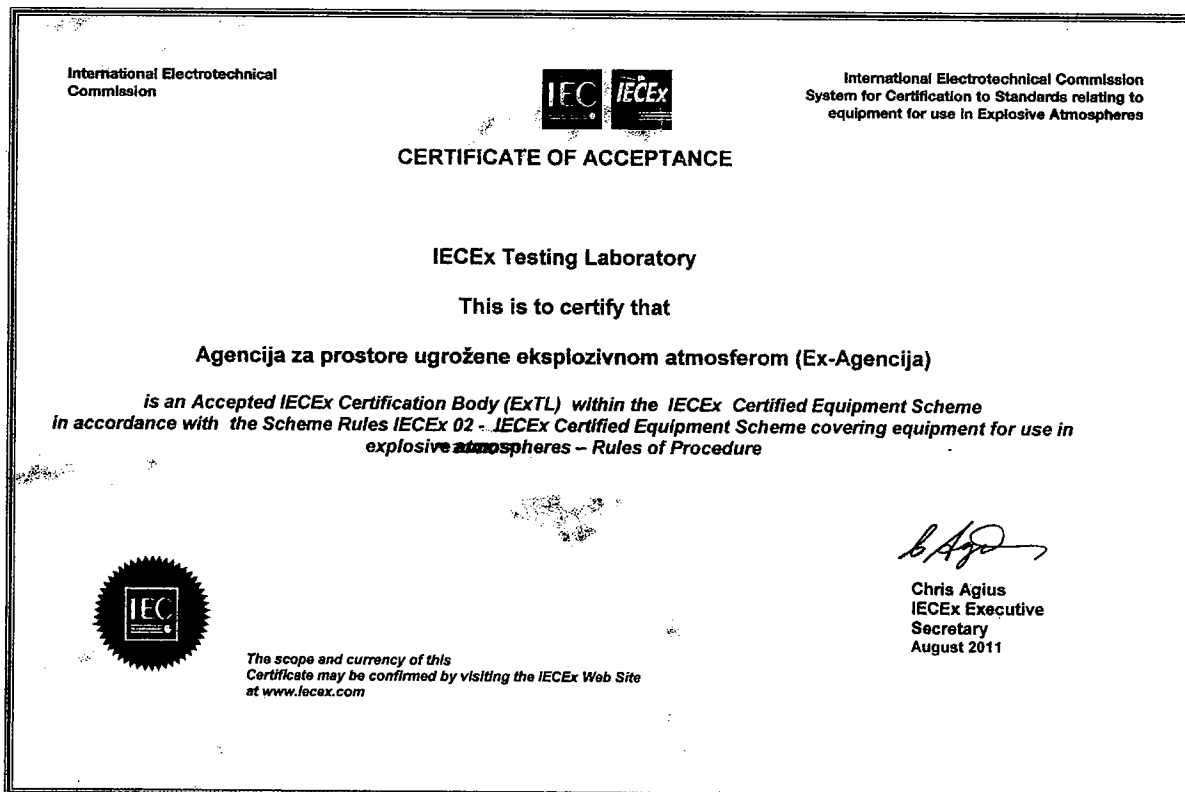 International Electrotechnical
Commission
IEC
IECEx
International Electrotechnical Commission
System for Certification to Standards relating to
equipment for use in Explosive Atmospheres
CERTIFICATE OF ACCEPTANCE
IECEx Testing Laboratory
This is to certify that
Agencija za prostore ugrožene eksplozivnom atmosferom (Ex-Agencija)
is an Accepted IECEx Certification Body (ExTL) within the IECEx Certified Equipment Scheme
in accordance with the Scheme Rules IECEx 02 - IECEx Certified Equipment Scheme covering equipment for use in
explosive atmospheres – Rules of Procedure
Chris Agius
IECEx Executive
Secretary
August 2011
IEC
The scope and currency of this
Certificate may be confirmed by visiting the IECEx Web Site
at www.iecex.com